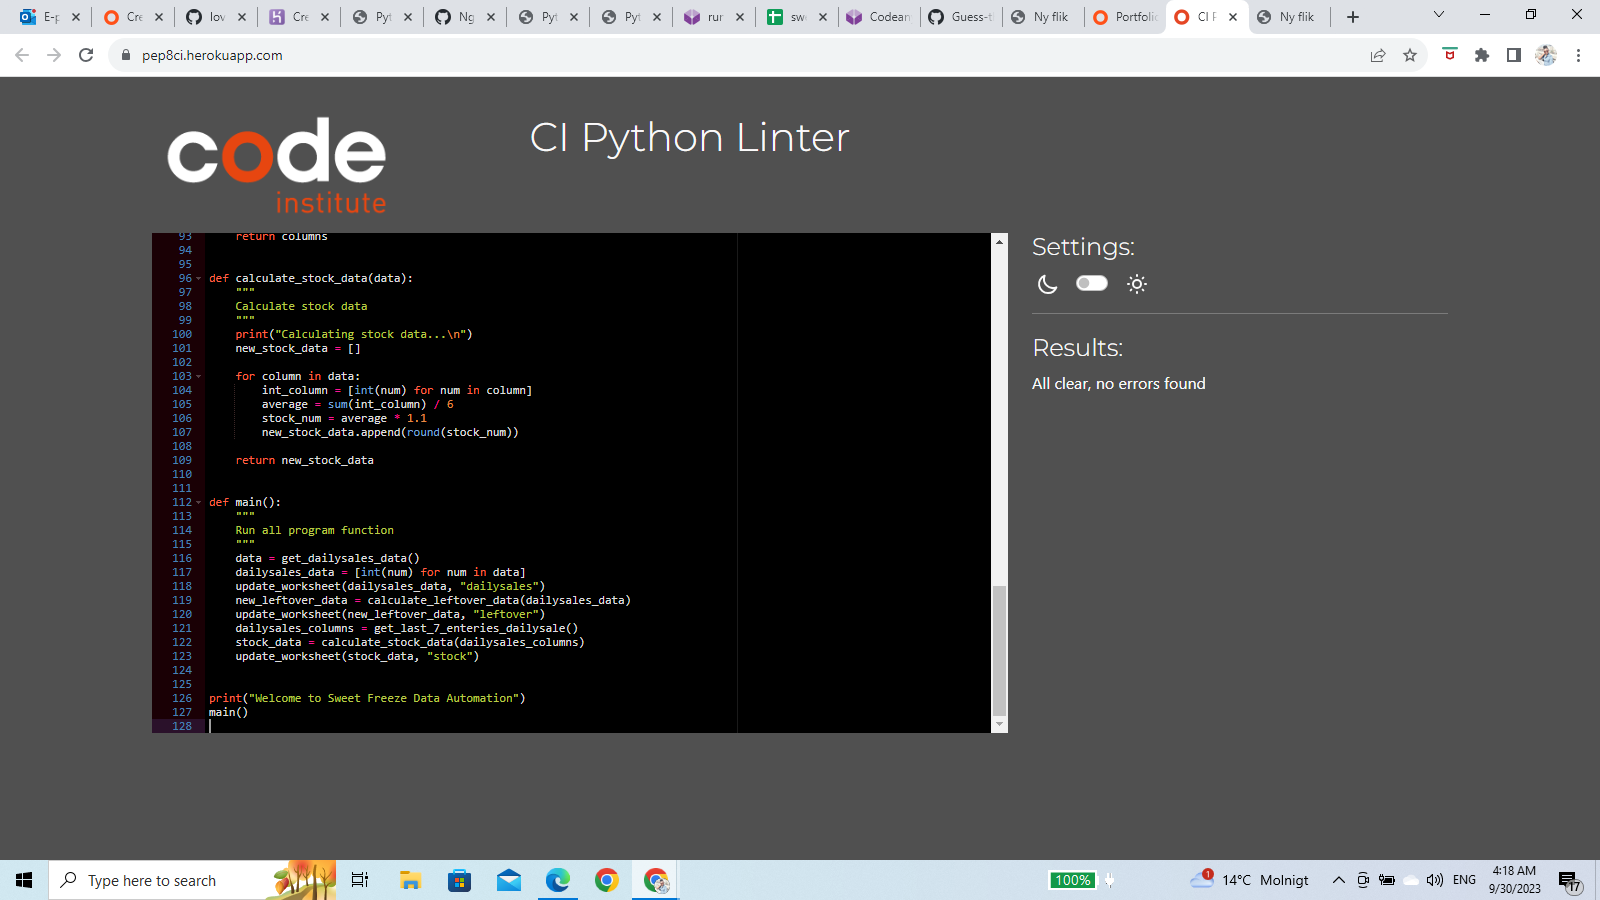 E-p
Cre
lov
Cre
Pyt
Ng
Pyt
Pyt
run
swe
Codean
Guess-t
Ny flik
Portfolio
CI P
Ny flik
pep8ci.herokuapp.com
code
institute
CI Python Linter
93 return columns
94
95
96 def calculate_stock_data(data):
97 """
98 Calculate stock data
99 """
100 print("Calculating stock data...\n")
101 new_stock_data = []
102
103 for column in data:
104 int_column = [int(num) for num in column]
105 average = sum(int_column) / 6
106 stock_num = average * 1.1
107 new_stock_data.append(round(stock_num))
108
109 return new_stock_data
110
111
112 def main():
113 """
114 Run all program function
115 """
116 data = get_dailysales_data()
117 dailysales_data = [int(num) for num in data]
118 update_worksheet(dailysales_data, "dailysales")
119 new_leftover_data = calculate_leftover_data(dailysales_data)
120 update_worksheet(new_leftover_data, "leftover")
121 dailysales_columns = get_last_7_enteries_dailysale()
122 stock_data = calculate_stock_data(dailysales_columns)
123 update_worksheet(stock_data, "stock")
124
125
126 print("Welcome to Sweet Freeze Data Automation")
127 main()
128
Settings:
Results:
All clear, no errors found
Type here to search
100%
1
14°C Molnigt
ENG
4:18 AM
9/30/2023
17